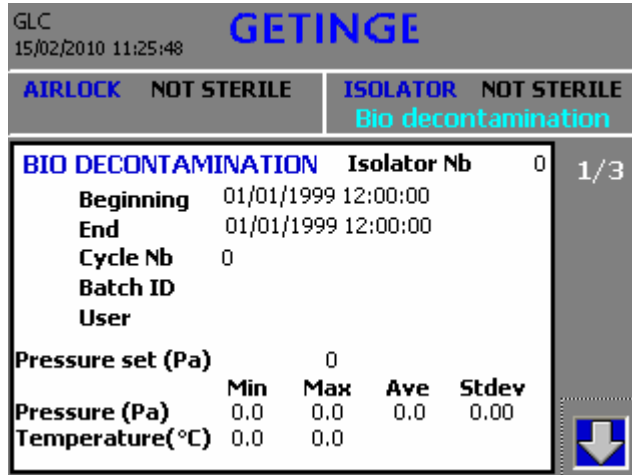 GLC
GETINGE
15/02/2010 11:25:48
AIRLOCK NOT STERILE
ISOLATOR NOT STERILE
Bio decontamination
BIO DECONTAMINATION Isolator Nb 0
1/3
Beginning 01/01/1999 12:00:00
End 01/01/1999 12:00:00
Cycle Nb 0
Batch ID
User
Pressure set (Pa) 0
Min Max Ave Stdev
Pressure (Pa) 0.0 0.0 0.0 0.00
Temperature(°C) 0.0 0.0